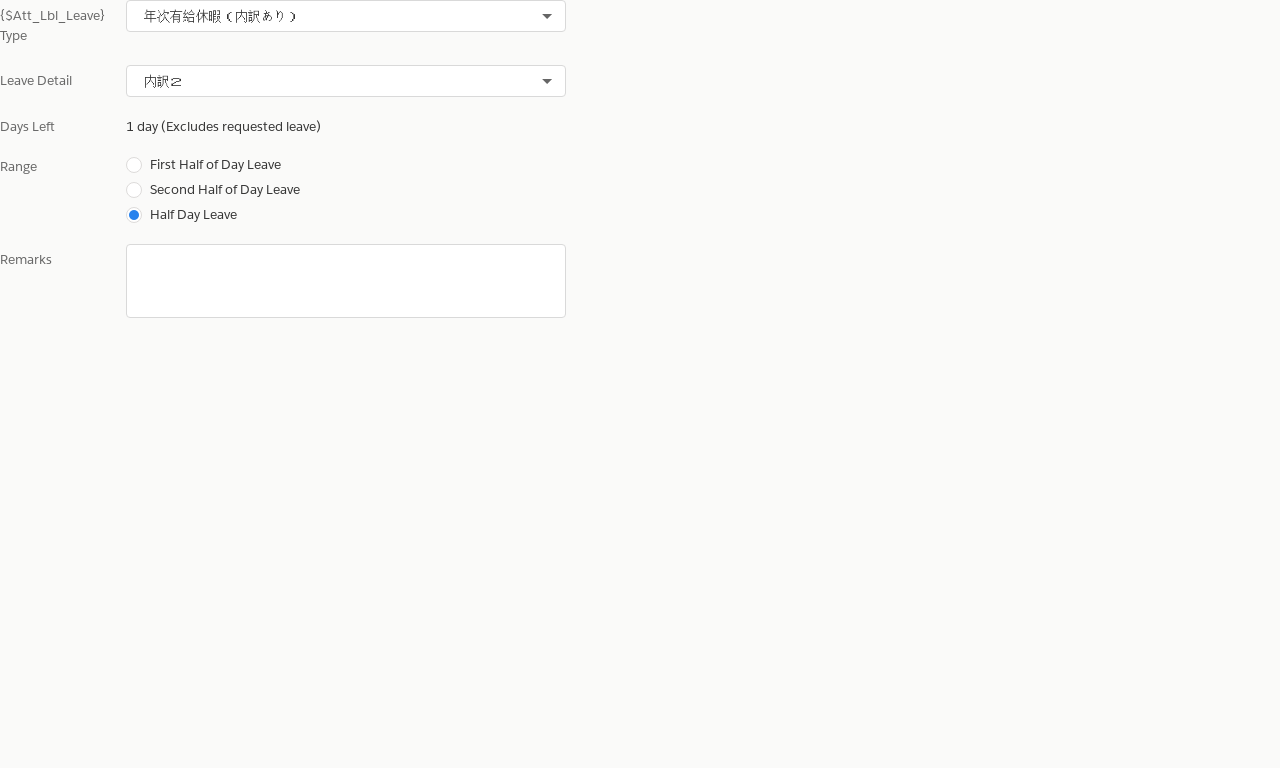 {$Att_Lbl_Leave} Type
年次有給休暇（内訳あり）
Leave Detail
内訳2
Days Left
1 day (Excludes requested leave)
Range
First Half of Day Leave
Second Half of Day Leave
Half Day Leave
Remarks